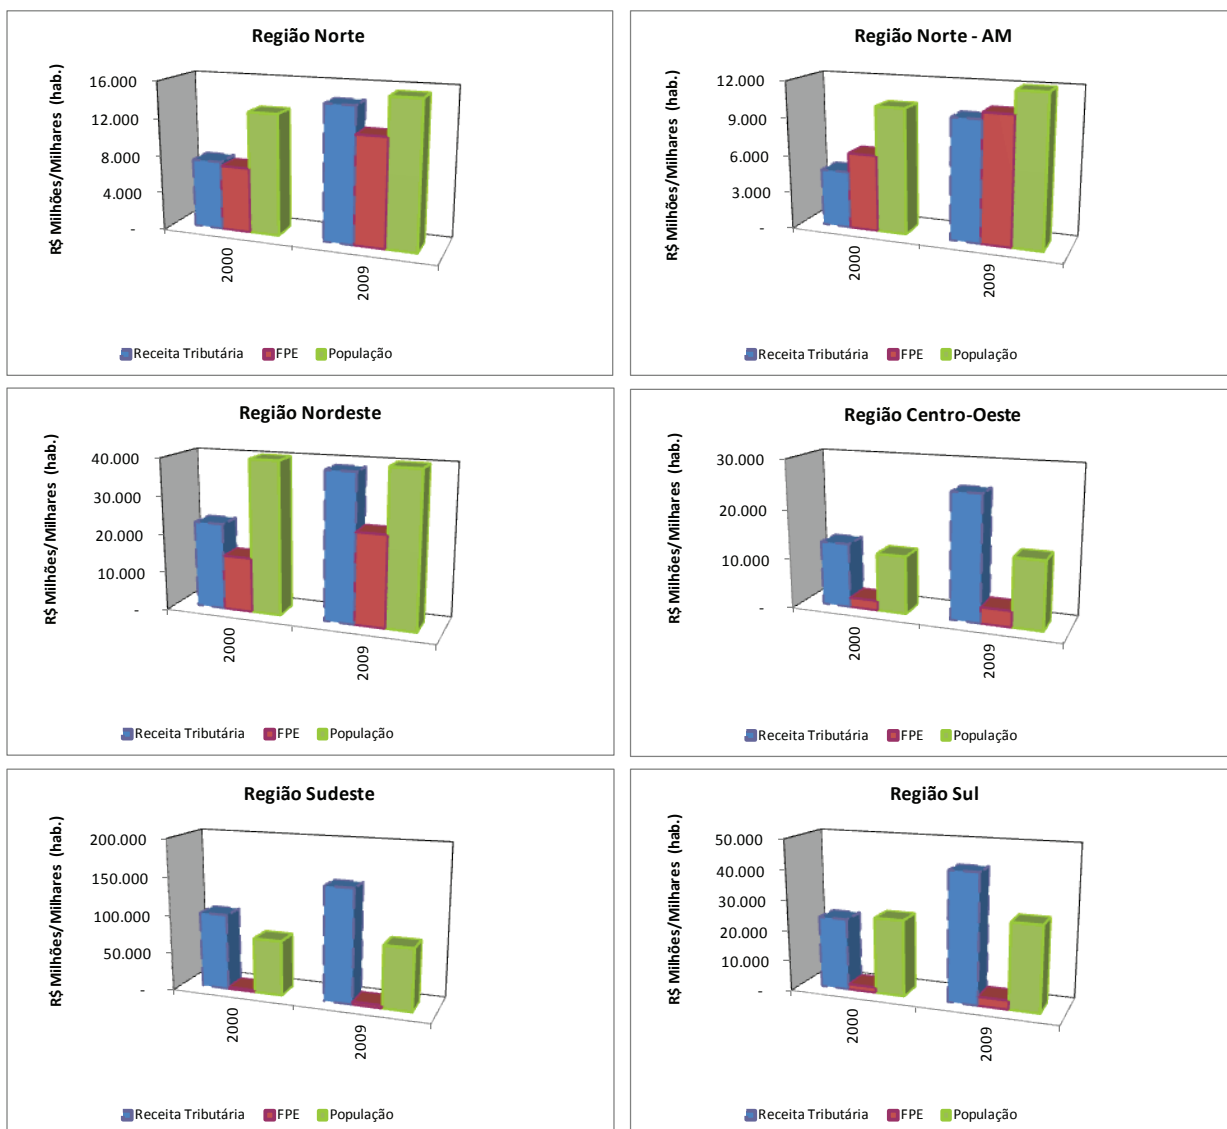 Região Norte
R$ Milhões/Milhares (hab.)
16.000
12.000
8.000
4.000
-
2000
2009
Receita Tributária FPE População
Região Norte - AM
R$ Milhões/Milhares (hab.)
12.000
9.000
6.000
3.000
-
2000
2009
Receita Tributária FPE População
Região Nordeste
R$ Milhões/Milhares (hab.)
40.000
30.000
20.000
10.000
-
2000
2009
Receita Tributária FPE População
Região Centro-Oeste
R$ Milhões/Milhares (hab.)
30.000
20.000
10.000
-
2000
2009
Receita Tributária FPE População
Região Sudeste
R$ Milhões/Milhares (hab.)
200.000
150.000
100.000
50.000
-
2000
2009
Receita Tributária FPE População
Região Sul
R$ Milhões/Milhares (hab.)
50.000
40.000
30.000
20.000
10.000
-
2000
2009
Receita Tributária FPE População